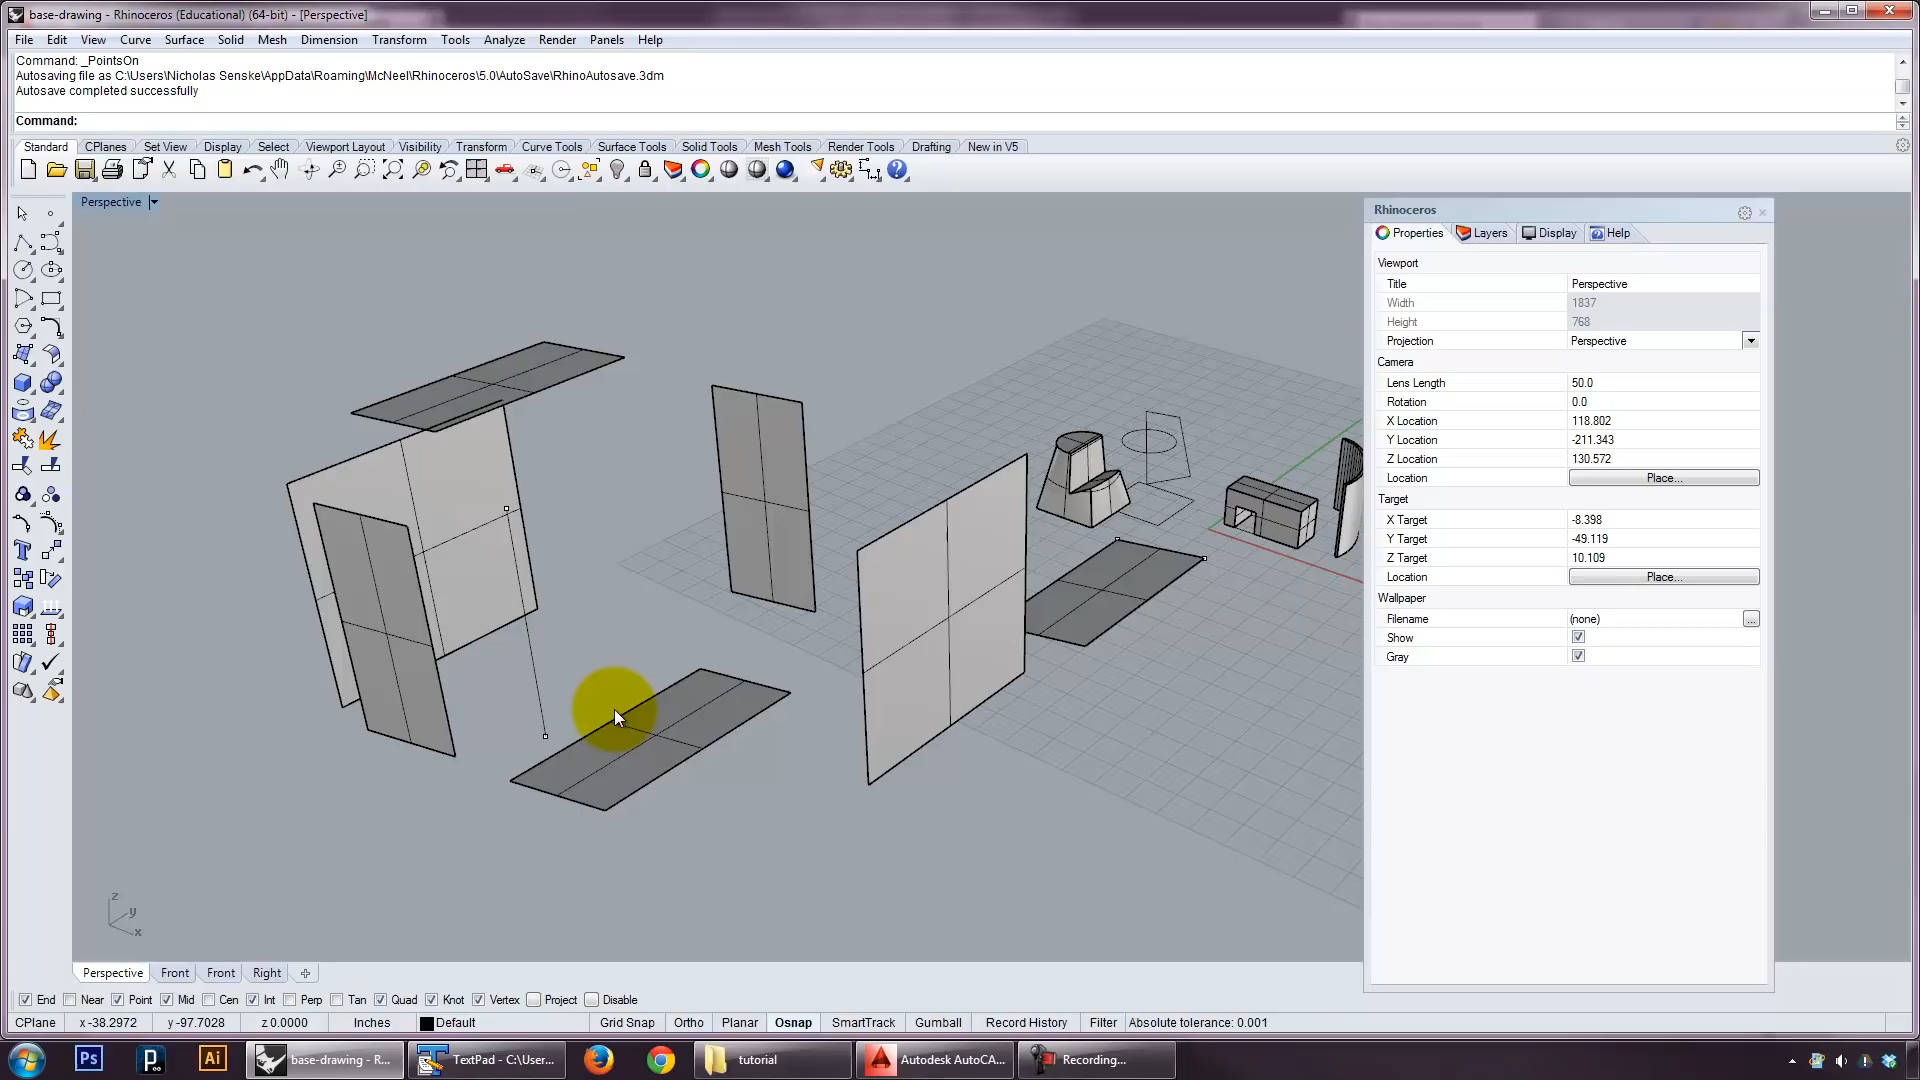 base-drawing - Rhinoceros (Educational) (64-bit) - [Perspective]
File Edit View Curve Surface Solid Mesh Dimension Transform Tools Analyze Render Panels Help
Command: _PointsOn
Autosaving file as C:\Users\Nicholas Senske\AppData\Roaming\McNeel\Rhinoceros\5.0\AutoSave\RhinoAutosave.3dm
Autosave completed successfully
Command:
Standard CPlanes Set View Display Select Viewport Layout Visibility Transform Curve Tools Surface Tools Solid Tools Mesh Tools Render Tools Drafting New in V5
Perspective
Rhinoceros
Properties Layers Display Help
Viewport
Title Perspective
Width 1837
Height 768
Projection Perspective
Camera
Lens Length 50.0
Rotation 0.0
X Location 118.802
Y Location -211.343
Z Location 130.572
Location Place...
Target
X Target -8.398
Y Target -49.119
Z Target 10.109
Location Place...
Wallpaper
Filename (none) ...
Show
Gray
z
y
x
Perspective Front Front Right
End Near Point Mid Cen Int Perp Tan Quad Knot Vertex Project Disable
CPlane x -38.2972 y -97.7028 z 0.0000 Inches Default Grid Snap Ortho Planar Osnap SmartTrack Gumball Record History Filter Absolute tolerance: 0.001
Ps p Ai base-drawing - R... TextPad - C:\User... tutorial Autodesk AutoCA... Recording...